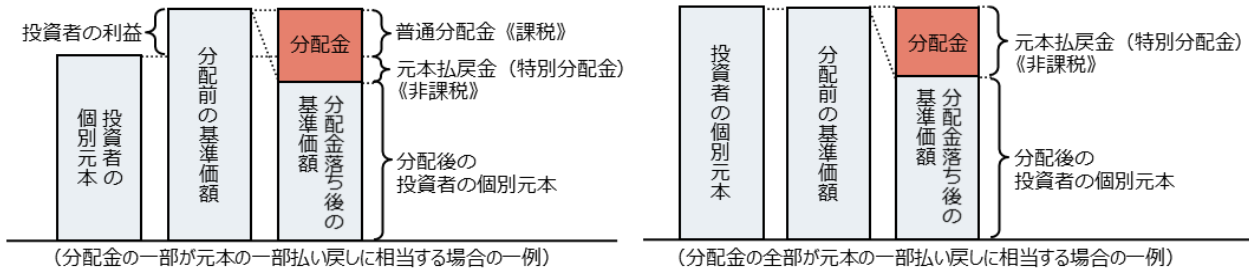 投資者の利益
投資者の
個別元本
分配前の基準価額
分配金
分配金落ち後の
基準価額
普通分配金《課税》
元本払戻金（特別分配金）
《非課税》
分配後の
投資者の個別元本
（分配金の一部が元本の一部払い戻しに相当する場合の一例）
投資者の個別元本
分配前の基準価額
分配金
分配金落ち後の
基準価額
元本払戻金（特別分配金）
《非課税》
分配後の
投資者の個別元本
（分配金の全部が元本の一部払い戻しに相当する場合の一例）